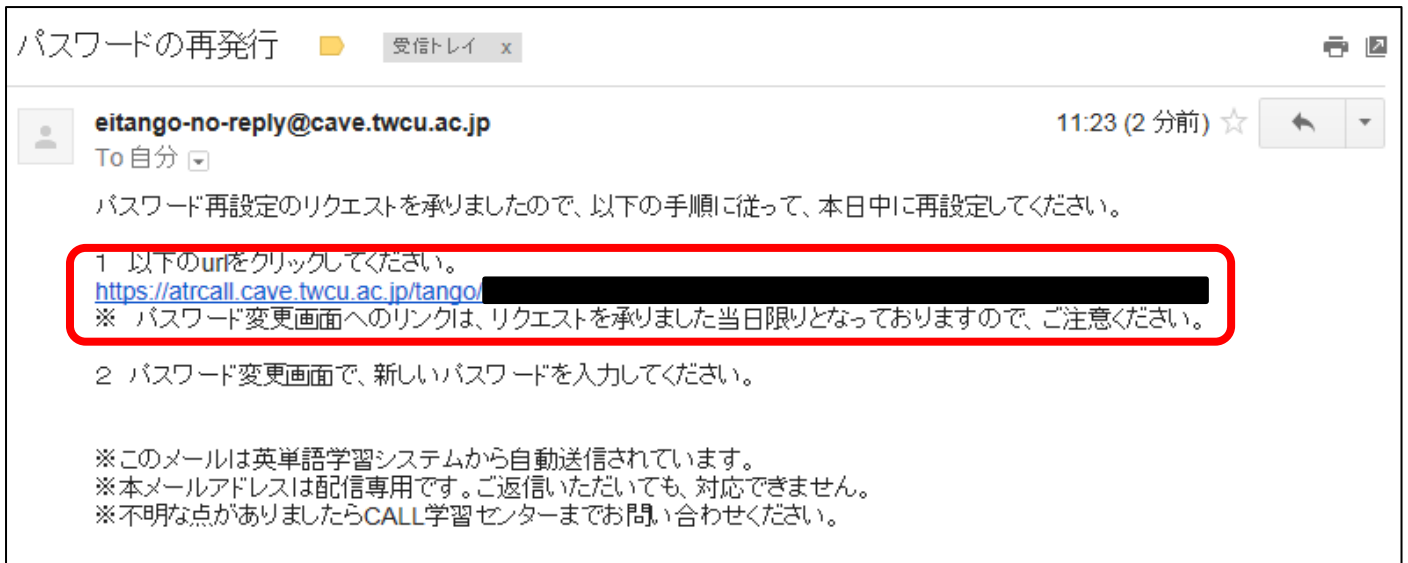 パスワードの再発行 受信トレイ x
eitango-no-reply@cave.twcu.ac.jp 11:23 (2 分前)
To 自分
パスワード再設定のリクエストを承りましたので、以下の手順に従って、本日中に再設定してください。
1 以下のurlをクリックしてください。
https://atrcall.cave.twcu.ac.jp/tango/
※ パスワード変更画面へのリンクは、リクエストを承りました当日限りとなっておりますので、ご注意ください。
2 パスワード変更画面で、新しいパスワードを入力してください。
※このメールは英単語学習システムから自動送信されています。
※本メールアドレスは配信専用です。ご返信いただいても、対応できません。
※不明な点がありましたらCALL学習センターまでお問い合わせください。